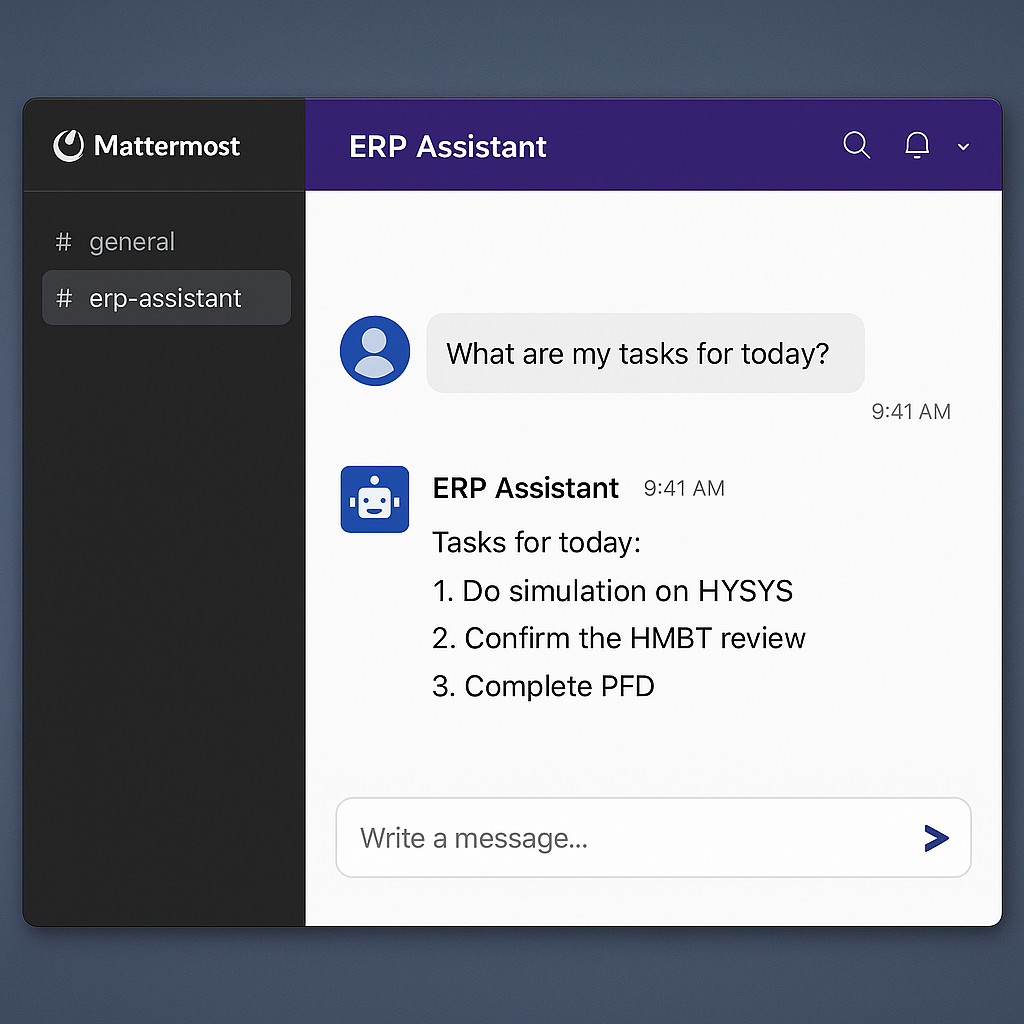 Mattermost
ERP Assistant
# general
# erp-assistant
What are my tasks for today?
9:41 AM
ERP Assistant 9:41 AM
Tasks for today:
1. Do simulation on HYSYS
2. Confirm the HMBT review
3. Complete PFD
Write a message...